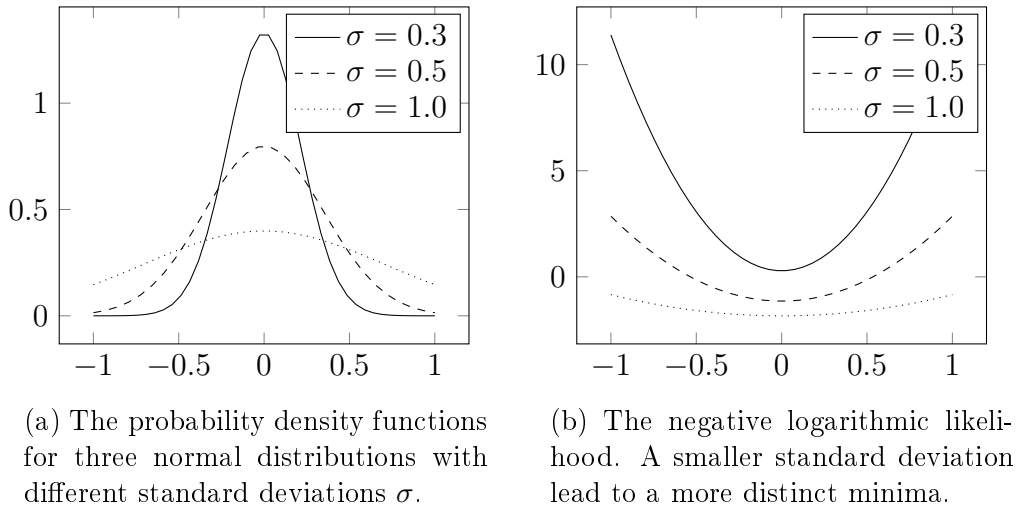 σ = 0.3
σ = 0.5
σ = 1.0
1
0.5
0
−1 −0.5 0 0.5 1
(a) The probability density functions
for three normal distributions with
different standard deviations σ.
σ = 0.3
σ = 0.5
σ = 1.0
10
5
0
−1 −0.5 0 0.5 1
(b) The negative logarithmic likeli-
hood. A smaller standard deviation
lead to a more distinct minima.